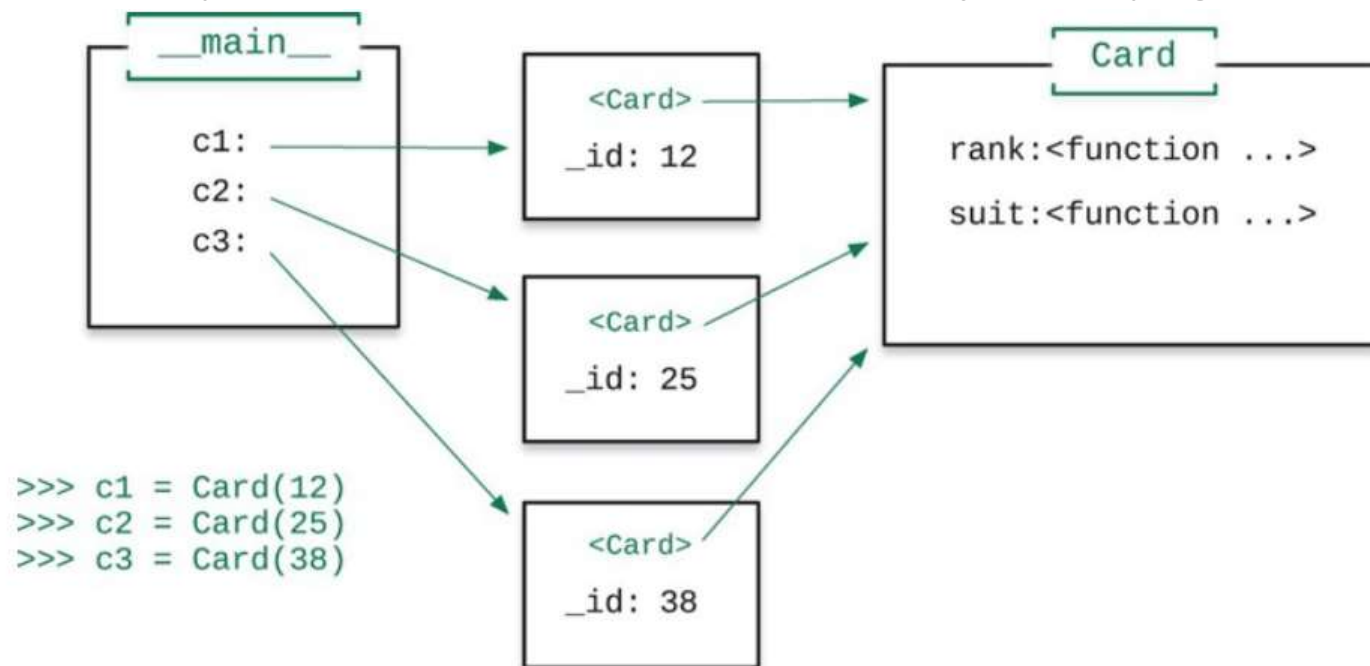 __main__
c1:
c2:
c3:
<Card>
_id: 12
<Card>
_id: 25
<Card>
_id: 38
Card
rank:<function ...>
suit:<function ...>
>>> c1 = Card(12)
>>> c2 = Card(25)
>>> c3 = Card(38)